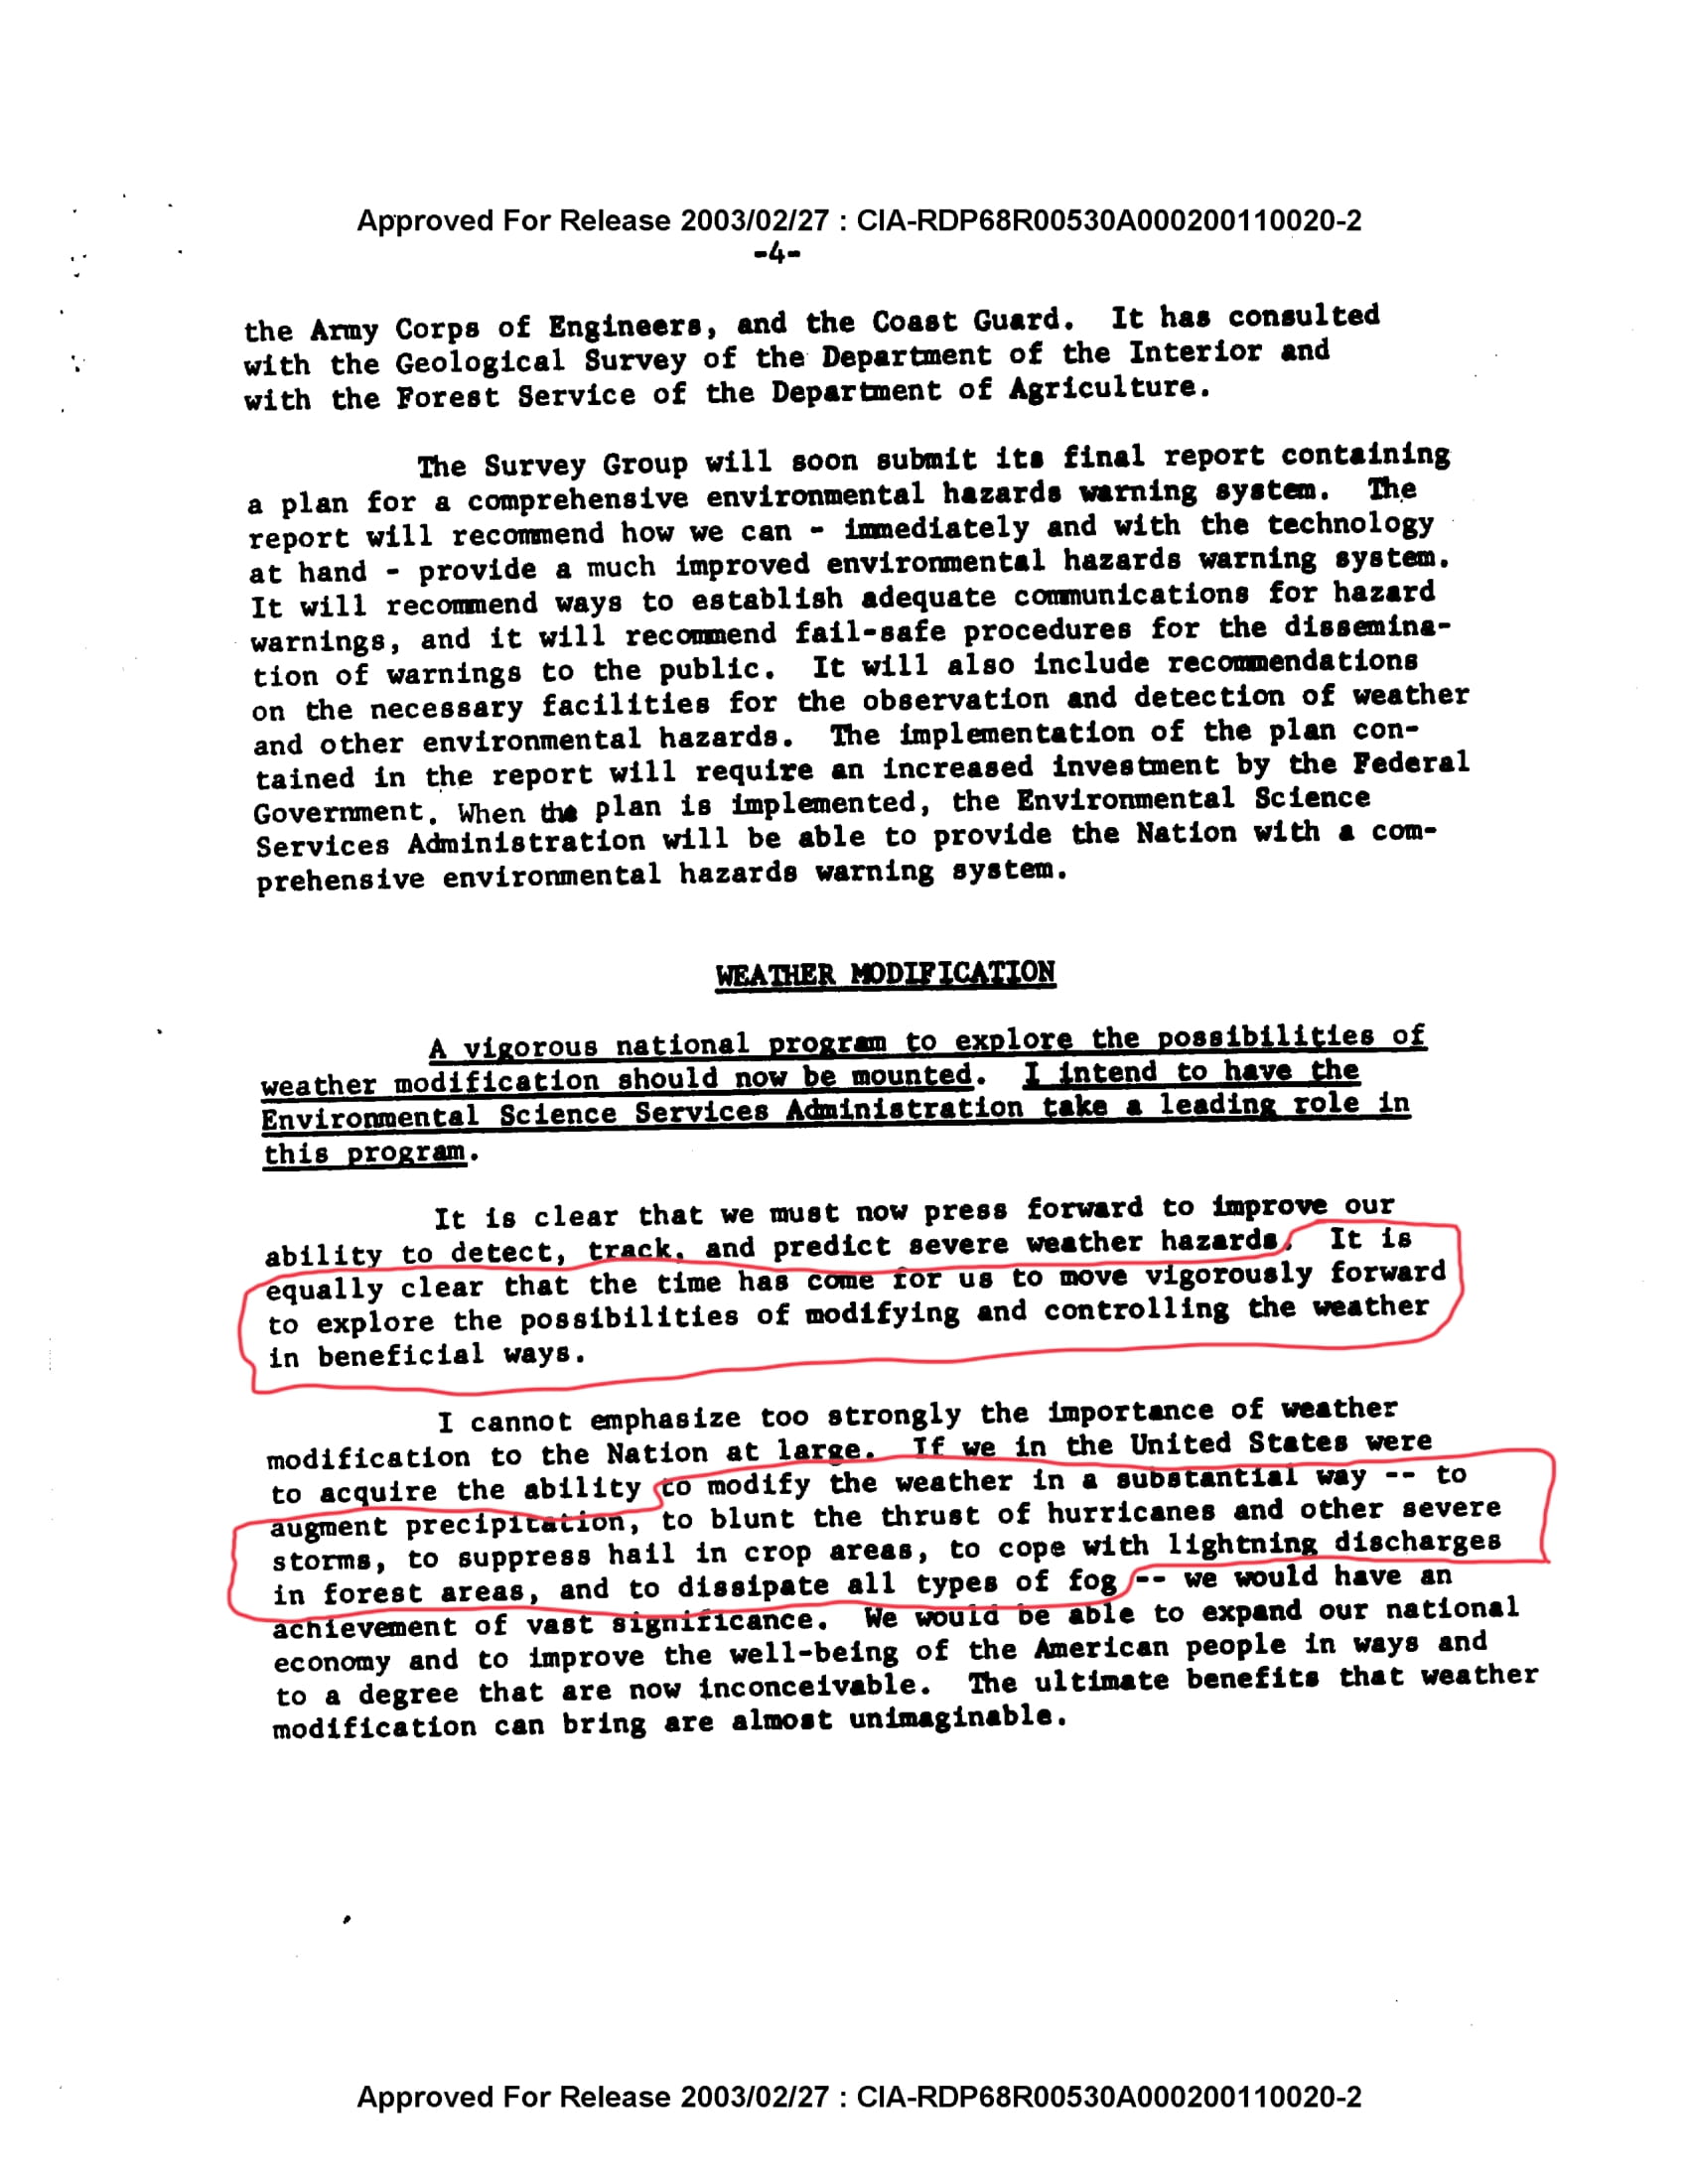 Approved For Release 2003/02/27 : CIA-RDP68R00530A000200110020-2
-4-
the Army Corps of Engineers, and the Coast Guard. It has consulted
with the Geological Survey of the Department of the Interior and
with the Forest Service of the Department of Agriculture.
The Survey Group will soon submit its final report containing
a plan for a comprehensive environmental hazards warning system. The
report will recommend how we can - immediately and with the technology
at hand - provide a much improved environmental hazards warning system.
It will recommend ways to establish adequate communications for hazard
warnings, and it will recommend fail-safe procedures for the dissemina-
tion of warnings to the public. It will also include recommendations
on the necessary facilities for the observation and detection of weather
and other environmental hazards. The implementation of the plan con-
tained in the report will require an increased investment by the Federal
Government. When the plan is implemented, the Environmental Science
Services Administration will be able to provide the Nation with a com-
prehensive environmental hazards warning system.
WEATHER MODIFICATION
A vigorous national program to explore the possibilities of
weather modification should now be mounted. I intend to have the
Environmental Science Services Administration take a leading role in
this program.
It is clear that we must now press forward to improve our
ability to detect, track, and predict severe weather hazards. It is
equally clear that the time has come for us to move vigorously forward
to explore the possibilities of modifying and controlling the weather
in beneficial ways.
I cannot emphasize too strongly the importance of weather
modification to the Nation at large. If we in the United States were
to acquire the ability to modify the weather in a substantial way -- to
augment precipitation, to blunt the thrust of hurricanes and other severe
storms, to suppress hail in crop areas, to cope with lightning discharges
in forest areas, and to dissipate all types of fog -- we would have an
achievement of vast significance. We would be able to expand our national
economy and to improve the well-being of the American people in ways and
to a degree that are now inconceivable. The ultimate benefits that weather
modification can bring are almost unimaginable.
Approved For Release 2003/02/27 : CIA-RDP68R00530A000200110020-2